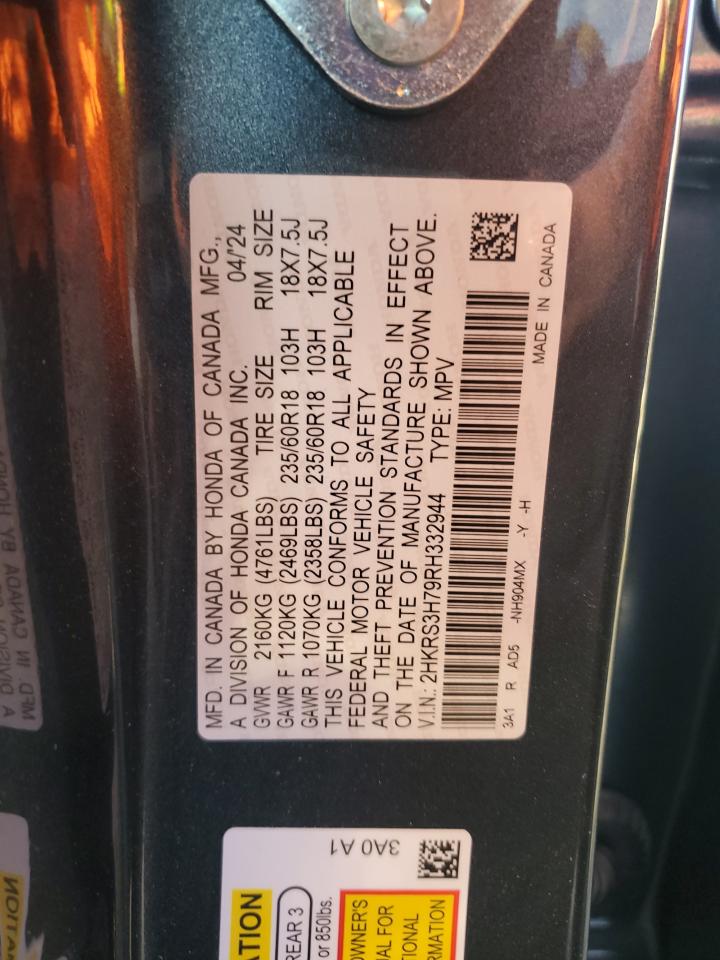 MFD. IN CANADA BY HONDA OF CANADA MFG.,
A DIVISION OF HONDA CANADA INC. 04/'24
GVWR 2160KG (4761LBS) TIRE SIZE RIM SIZE
GAWR F 1120KG (2469LBS) 235/60R18 103H 18X7.5J
GAWR R 1070KG (2358LBS) 235/60R18 103H 18X7.5J
THIS VEHICLE CONFORMS TO ALL APPLICABLE
FEDERAL MOTOR VEHICLE SAFETY
AND THEFT PREVENTION STANDARDS IN EFFECT
ON THE DATE OF MANUFACTURE SHOWN ABOVE.
V.I.N.: 2HKRS3H79RH332944 TYPE: MPV
3A1 R AD5 -NH904MX -Y -H
MADE IN CANADA
3A0 A1
ATION
REAR 3
or 850lbs.
OWNER'S
UAL FOR
TIONAL
RMATION